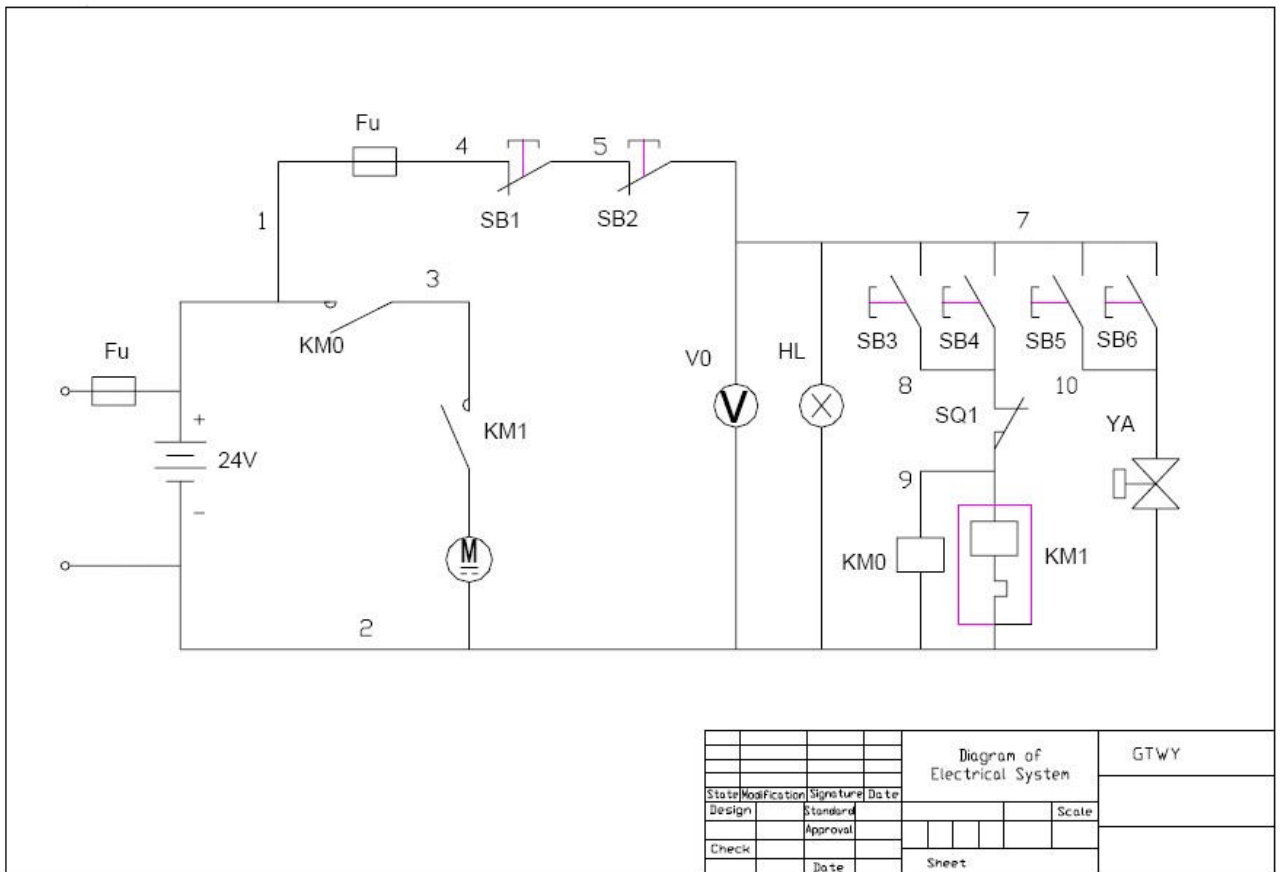 Fu
4
5
SB1
SB2
1
7
3
KM0
SB3
SB4
SB5
SB6
Fu
V0
HL
8
10
V
SQ1
KM1
YA
+
24V
9
-
M
KM0
KM1
2
Diagram of
Electrical System
GTWY
State Modification Signature Date
Design Standard Scale
Approval
Check
Date Sheet